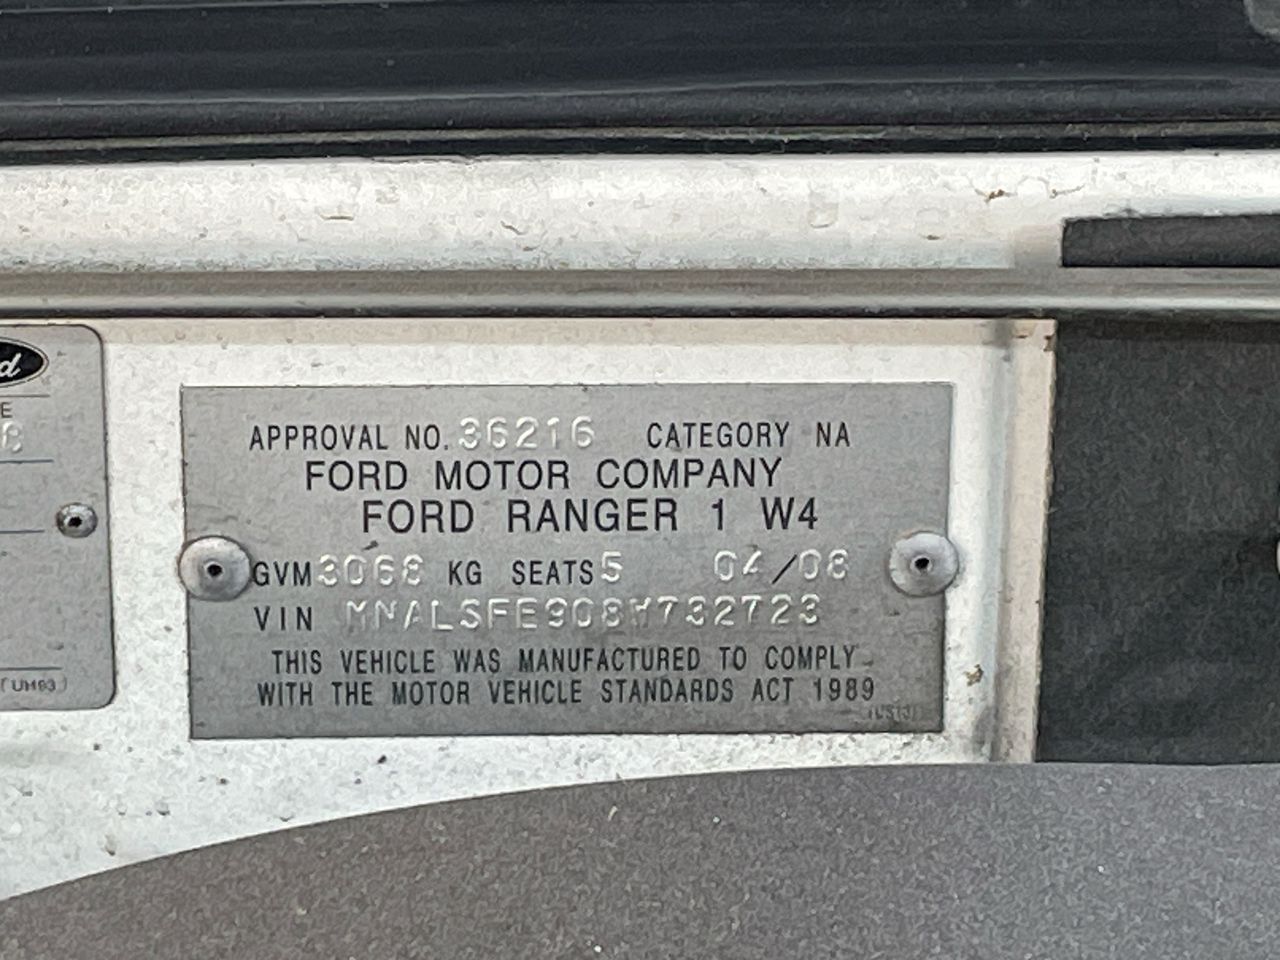 APPROVAL NO. 36216 CATEGORY NA
FORD MOTOR COMPANY
FORD RANGER 1 W4
GVM 3068 KG SEATS 5 04/08
VIN MNALSFE908W732723
THIS VEHICLE WAS MANUFACTURED TO COMPLY
WITH THE MOTOR VEHICLE STANDARDS ACT 1989
(UH93)